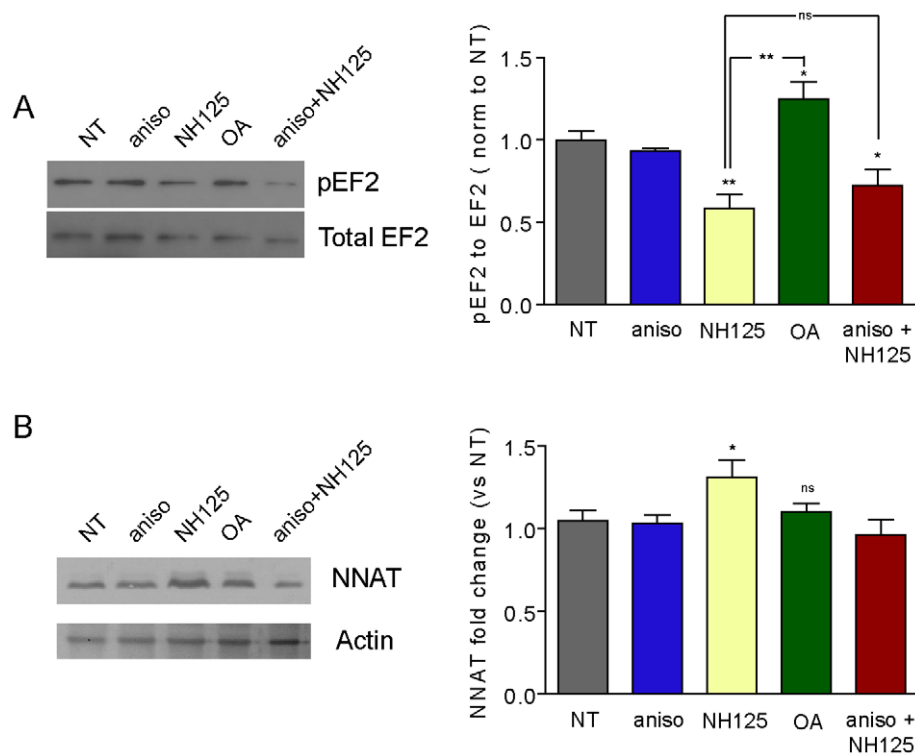 A
NT
aniso
NH125
OA
aniso+NH125
pEF2
Total EF2
pEF2 to EF2 ( norm to NT)
1.5
1.0
0.5
0.0
ns
**
*
**
*
NT
aniso
NH125
OA
aniso +
NH125
B
NT
aniso
NH125
OA
aniso+NH125
NNAT
Actin
NNAT fold change (vs NT)
1.5
1.0
0.5
0.0
*
ns
NT
aniso
NH125
OA
aniso +
NH125